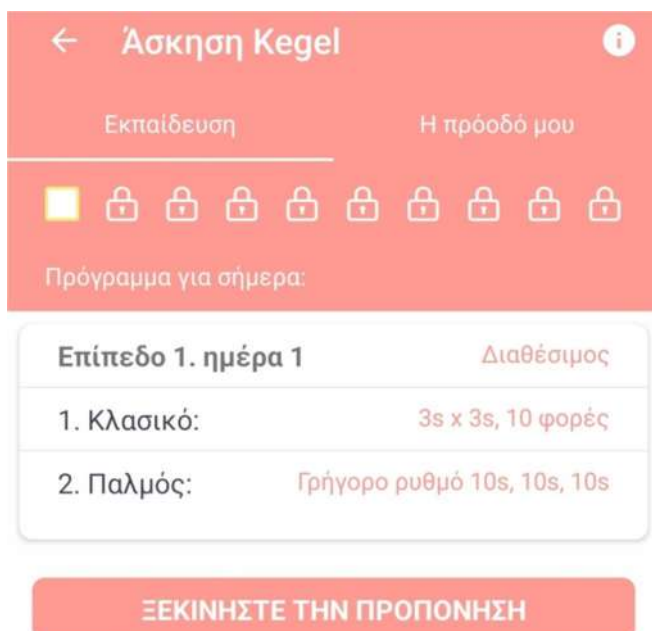 Άσκηση Kegel
Εκπαίδευση Η πρόοδό μου
Πρόγραμμα για σήμερα:
Επίπεδο 1. ημέρα 1 Διαθέσιμος
1. Κλασικό: 3s x 3s, 10 φορές
2. Παλμός: Γρήγορο ρυθμό 10s, 10s, 10s
ΞΕΚΙΝΗΣΤΕ ΤΗΝ ΠΡΟΠΟΝΗΣΗ